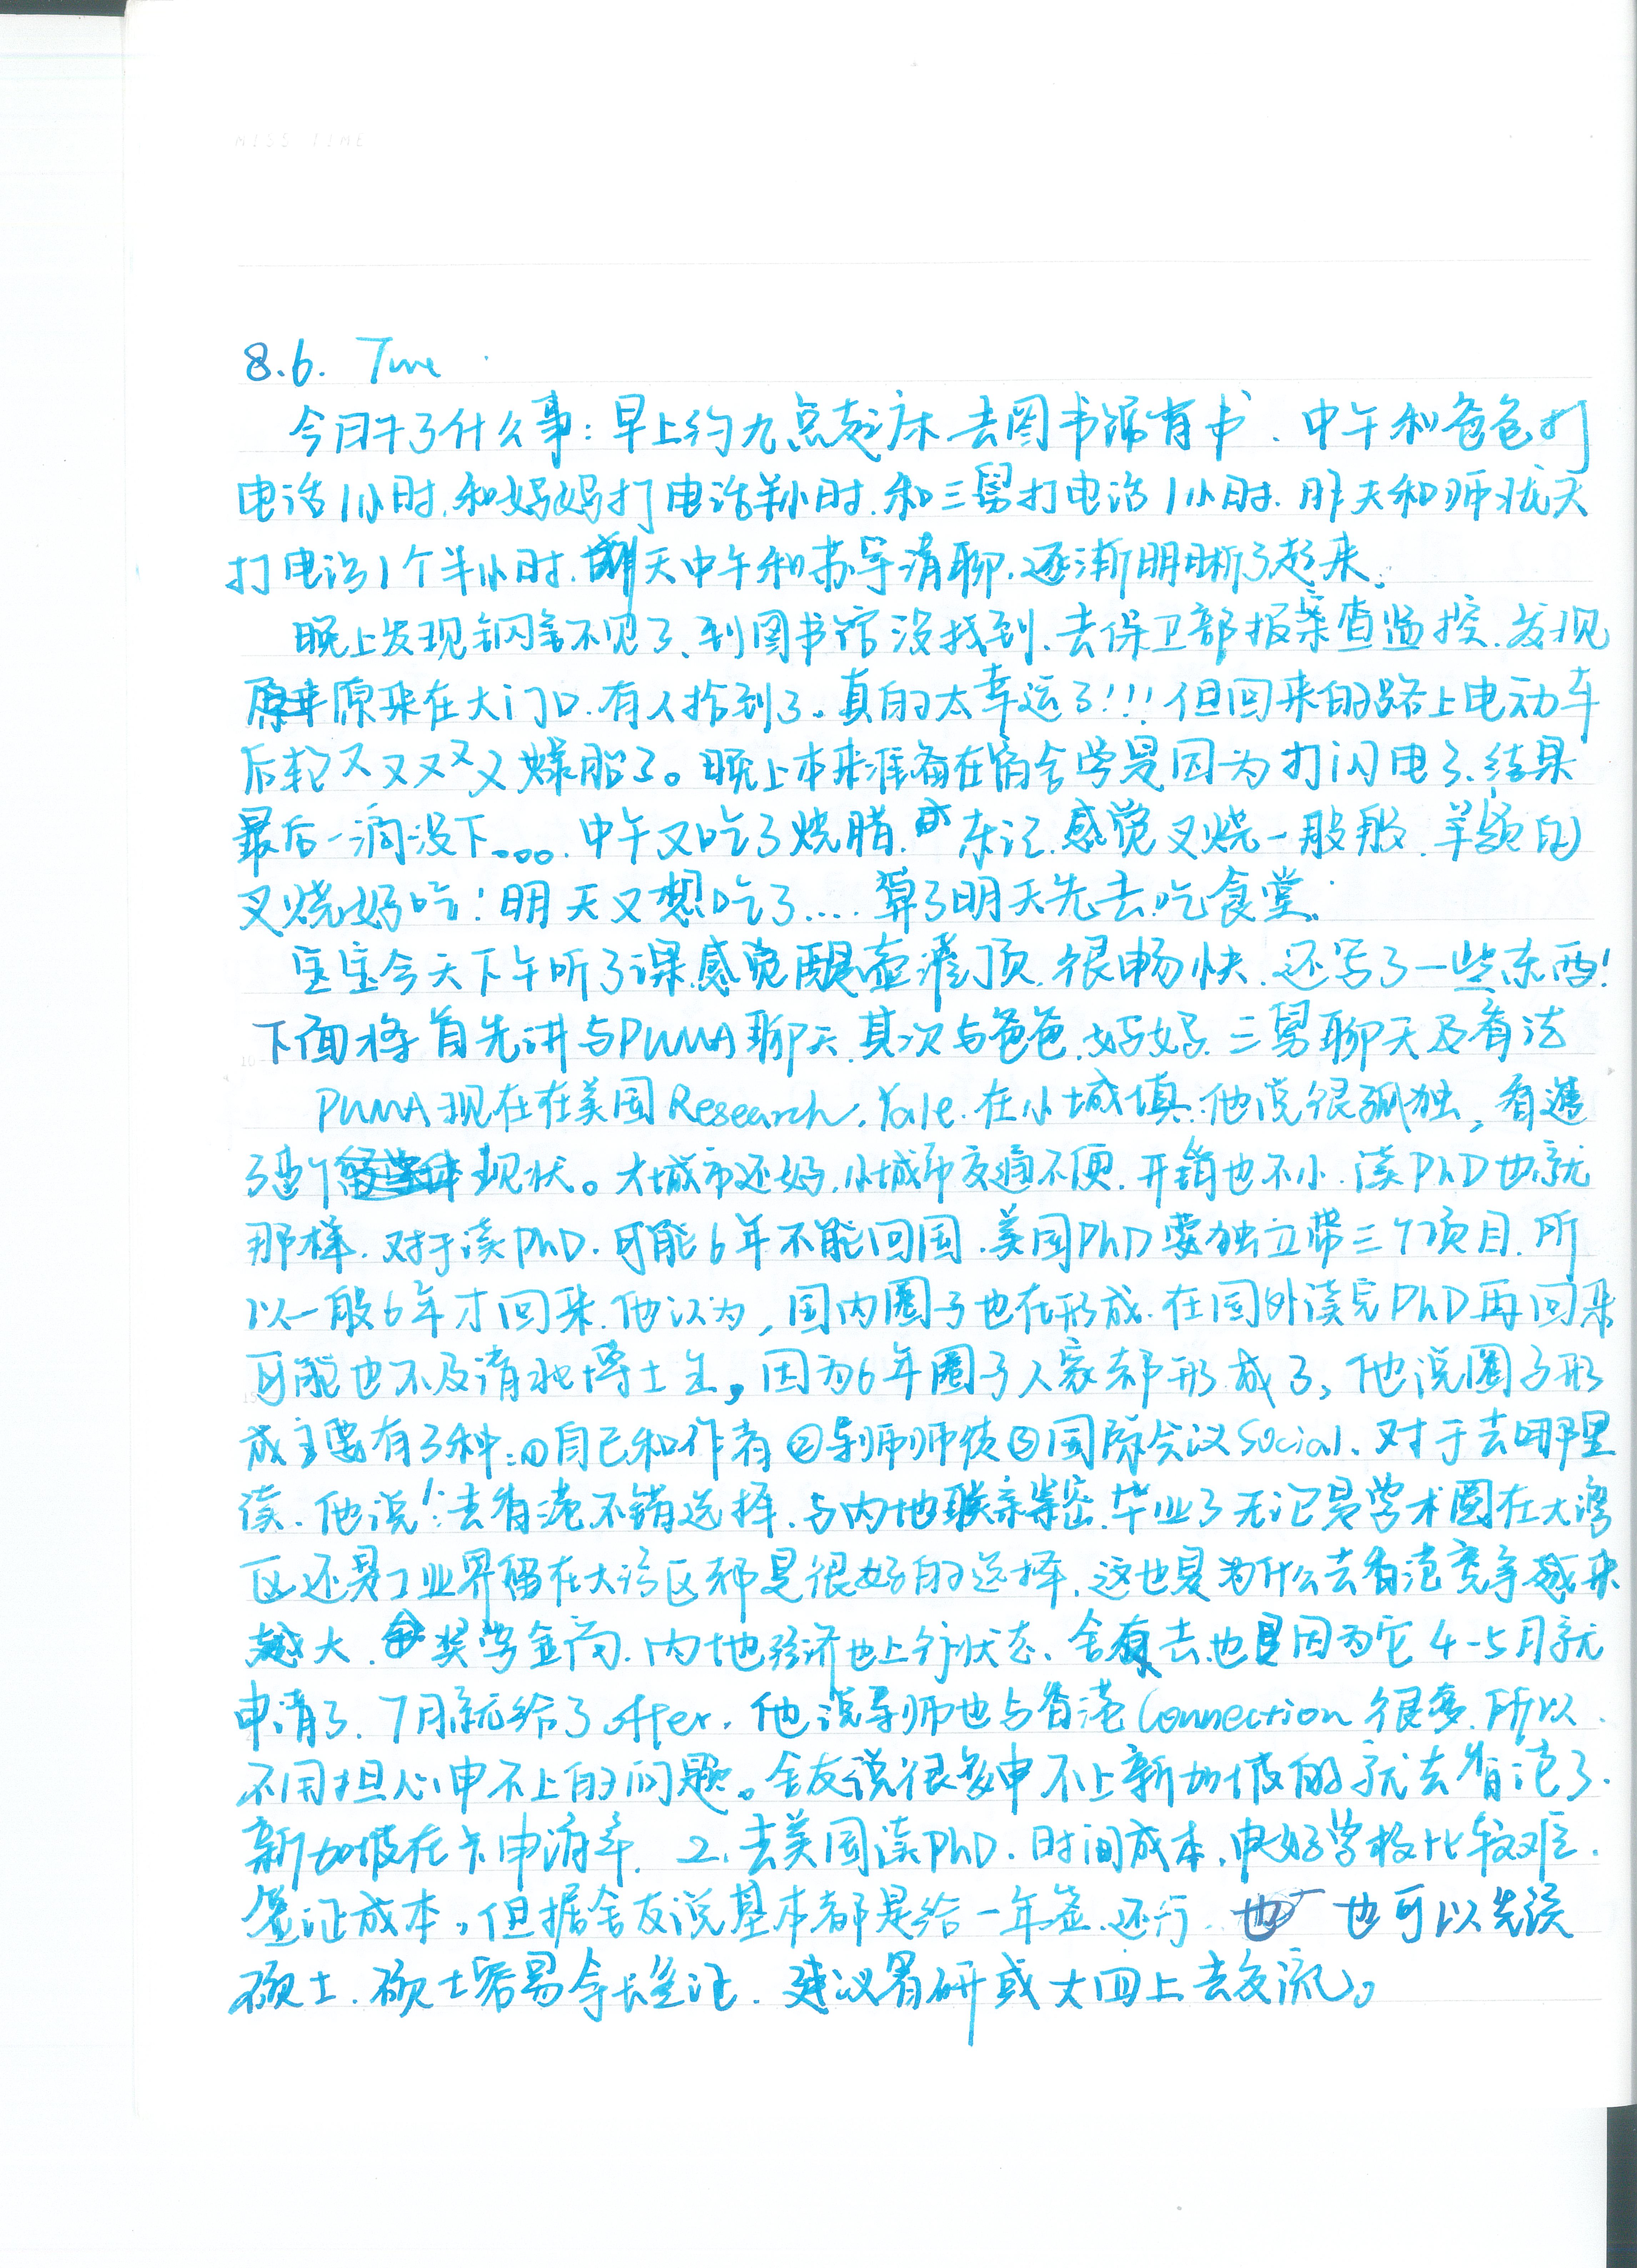 MISS TIME
8.6. Tue
今日干了什么事：早上约九点起床去图书馆看书、中午和爸爸打
电话1小时,和妈妈打电话半小时.和三舅打电话1小时.昨天和师状天
打电话1个半小时.天中午和苏清聊.逐渐明晰了起来.
晚上发现钢笔不见了、到图书馆没找到、去保卫部报案查监控.发现
原来在大门口.有人拾到了。真的太幸运了!!!但回来的路上电动车
后轮又又又又又爆胎了。晚上本来准备在宿舍学是因为打闪电了、结果
最后一滴没下。。。.中午又吃了烧腊.东记.感觉叉烧一般般.羊额的
叉烧好吃!明天又想吃了....算了明天先去吃食堂.
宝宝今天下午听了课感觉醍壶灌顶.很畅快.还写了一些东西!
下面将首先讲与PUMA聊天.其次与爸爸.妈妈.三舅聊天及看法
PUMA现在在美国Research,Yale.在小城填.他说很孤独,看透
了这个现状。大城市还好.小城市交通不便.开销也不小.读PhD也就
那样.对于读PhD.可能6年不能回国.美国PhD要独立带三个项目.所
以一般6年才回来.他认为,国内圈子也在形成.在国外读完PhD再回来
可能也不及清北博士生,因为6年圈子人家都形成了,他说圈子形
成主要有3种:①自己和作者②导师师傅③国际会议Social、对于去哪里
读.他说1:去香港不错选择.与内地联系紧密.毕业了无论是学术圈在大湾
区还是工业界留在大湾区都是很好的选择.这也是为什么去香港竞争越来
越大.奖学金高.内地经济也上行状态、舍友去也是因为它4-5月就
申请了.7月就给了offer,他说导师也与香港Connection很多.所以
不用担心申不上的问题。舍友说很多申不上新加坡的就去香港了.
新加坡在卡申请率.2.去美国读PhD.时间成本,申好学校比较难.
签证成本,但据舍友说基本都是给一年签.还行.也可以先读
硕士.硕士容易拿长签证.建议暑研或大四上去交流。